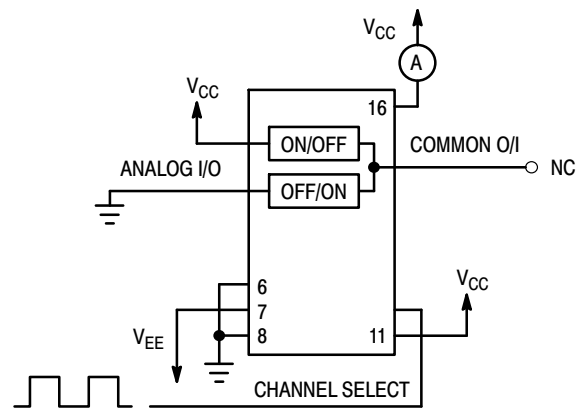 VCC
A
16
VCC
ON/OFF
COMMON O/I
NC
ANALOG I/O
OFF/ON
6
7
8
VEE
11
VCC
CHANNEL SELECT